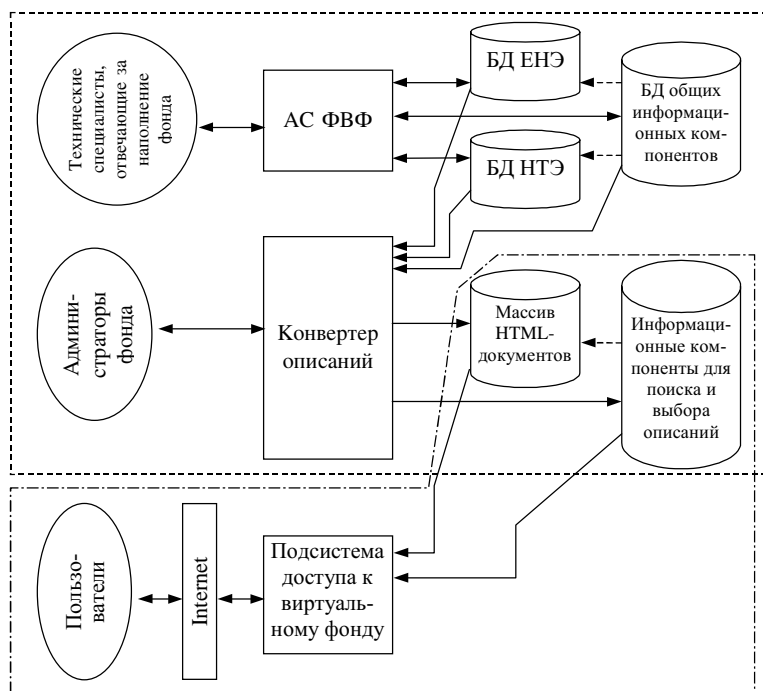 Технические
специалисты,
отвечающие за
наполнение
фонда
АС ФВФ
БД ЕНЭ
БД НТЭ
БД общих
информаци-
онных ком-
понентов
Админи-
страторы
фонда
Конвертер
описаний
Массив
HTML-
документов
Информаци-
онные ком-
поненты для
поиска и
выбора
описаний
Пользо-
ватели
Internet
Подсистема
доступа к
виртуаль-
ному фонду